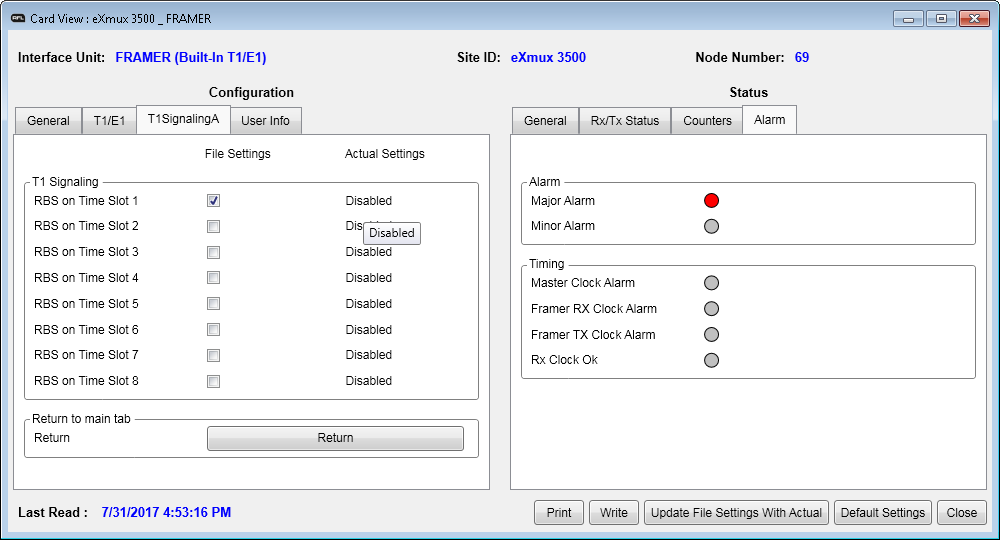 AFL Card View : eXmux 3500 _ FRAMER
Interface Unit: FRAMER (Built-In T1/E1) Site ID: eXmux 3500 Node Number: 69
Configuration
General T1/E1 T1SignalingA User Info
File Settings Actual Settings
T1 Signaling
RBS on Time Slot 1 Disabled
RBS on Time Slot 2 Disabled
Disabled
RBS on Time Slot 3 Disabled
RBS on Time Slot 4 Disabled
RBS on Time Slot 5 Disabled
RBS on Time Slot 6 Disabled
RBS on Time Slot 7 Disabled
RBS on Time Slot 8 Disabled
Return to main tab
Return Return
Status
General Rx/Tx Status Counters Alarm
Alarm
Major Alarm
Minor Alarm
Timing
Master Clock Alarm
Framer RX Clock Alarm
Framer TX Clock Alarm
Rx Clock Ok
Last Read : 7/31/2017 4:53:16 PM
Print Write Update File Settings With Actual Default Settings Close